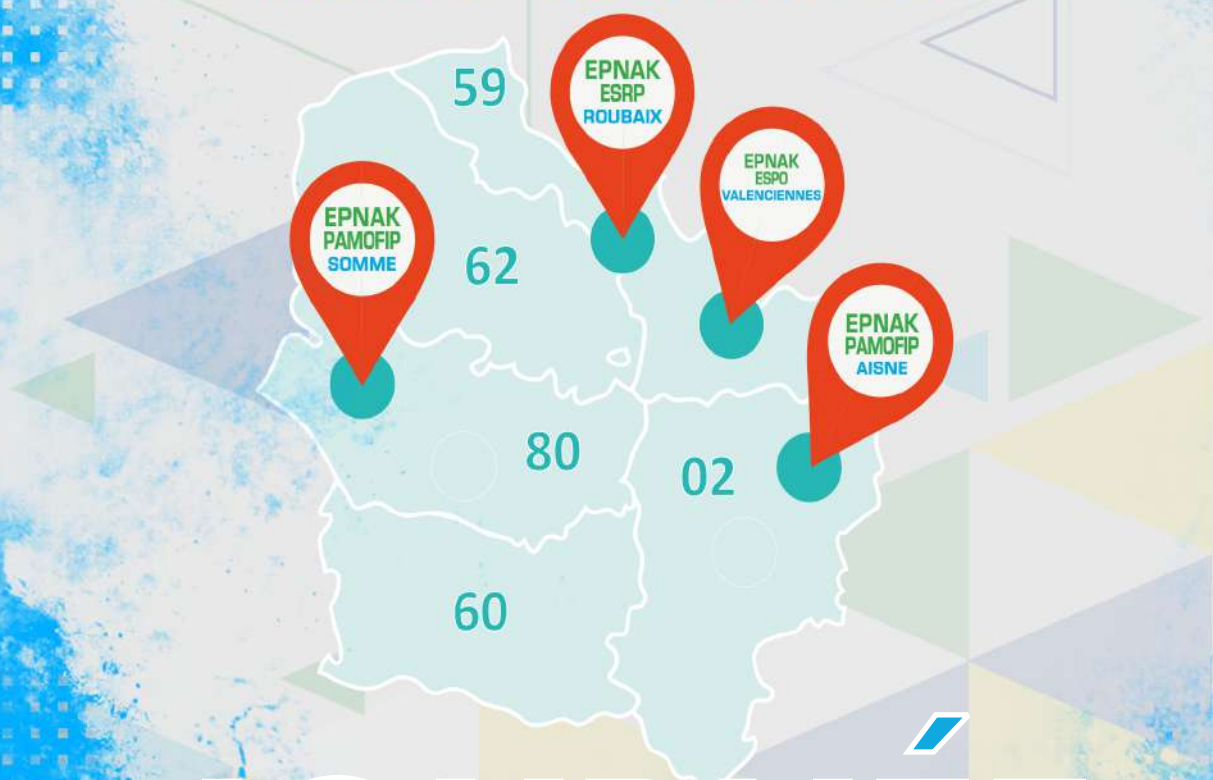 59
EPNAK
ESRP
ROUBAIX
EPNAK
ESPO
VALENCIENNES
EPNAK
PAMOFIP
SOMME
62
EPNAK
PAMOFIP
AISNE
80
02
60